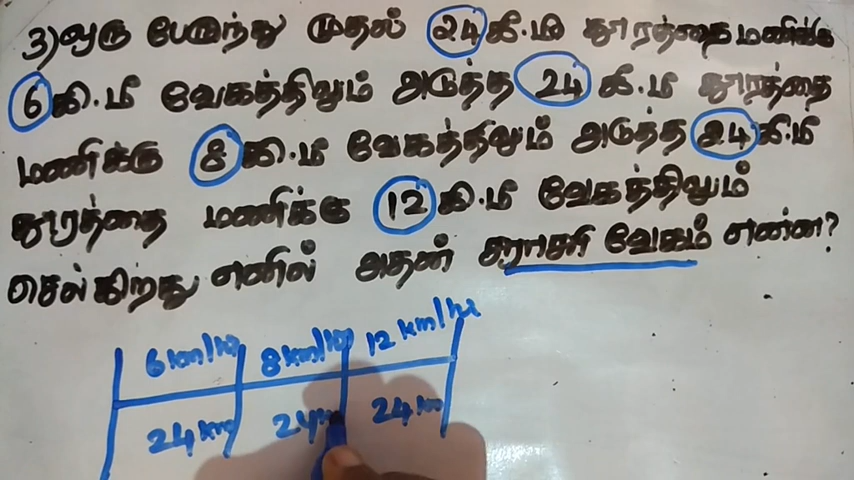 3) ஒரு பேருந்து முதல் 24 கி.மீ தூரத்தை மணிக்கு
6 கி.மீ வேகத்திலும் அடுத்த 24 கி.மீ தூரத்தை
மணிக்கு 8 கி.மீ வேகத்திலும் அடுத்த 24 கி.மீ
தூரத்தை மணிக்கு 12 கி.மீ வேகத்திலும்
செல்கிறது எனில் அதன் சராசரி வேகம் என்ன?
6 km/hr 8 km/hr 12 km/hr
24 km 24 km 24 km